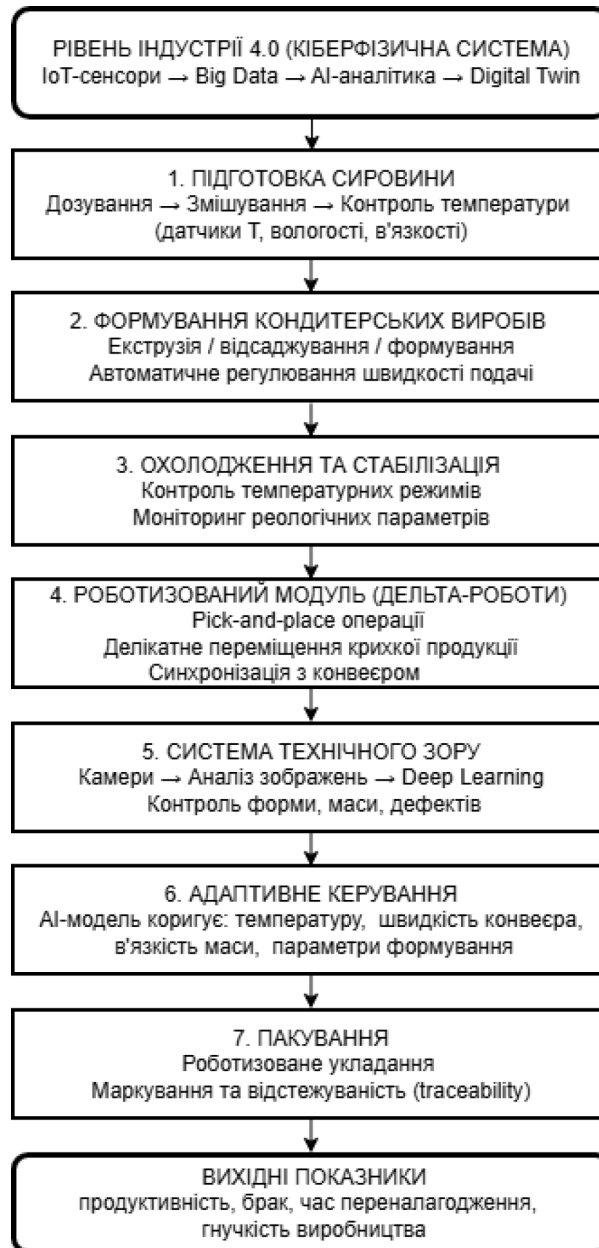 РІВЕНЬ ІНДУСТРІЇ 4.0 (КІБЕРФІЗИЧНА СИСТЕМА)
IoT-сенсори → Big Data → AI-аналітика → Digital Twin
1. ПІДГОТОВКА СИРОВИНИ
Дозування → Змішування → Контроль температури
(датчики Т, вологості, в'язкості)
2. ФОРМУВАННЯ КОНДИТЕРСЬКИХ ВИРОБІВ
Екструзія / відсаджування / формування
Автоматичне регулювання швидкості подачі
3. ОХОЛОДЖЕННЯ ТА СТАБІЛІЗАЦІЯ
Контроль температурних режимів
Моніторинг реологічних параметрів
4. РОБОТИЗОВАНИЙ МОДУЛЬ (ДЕЛЬТА-РОБОТИ)
Pick-and-place операції
Делікатне переміщення крихкої продукції
Синхронізація з конвеєром
5. СИСТЕМА ТЕХНІЧНОГО ЗОРУ
Камери → Аналіз зображень → Deep Learning
Контроль форми, маси, дефектів
6. АДАПТИВНЕ КЕРУВАННЯ
AI-модель коригує: температуру, швидкість конвеєра,
в'язкість маси, параметри формування
7. ПАКУВАННЯ
Роботизоване укладання
Маркування та відстежуваність (traceability)
ВИХІДНІ ПОКАЗНИКИ
продуктивність, брак, час переналагодження,
гнучкість виробництва